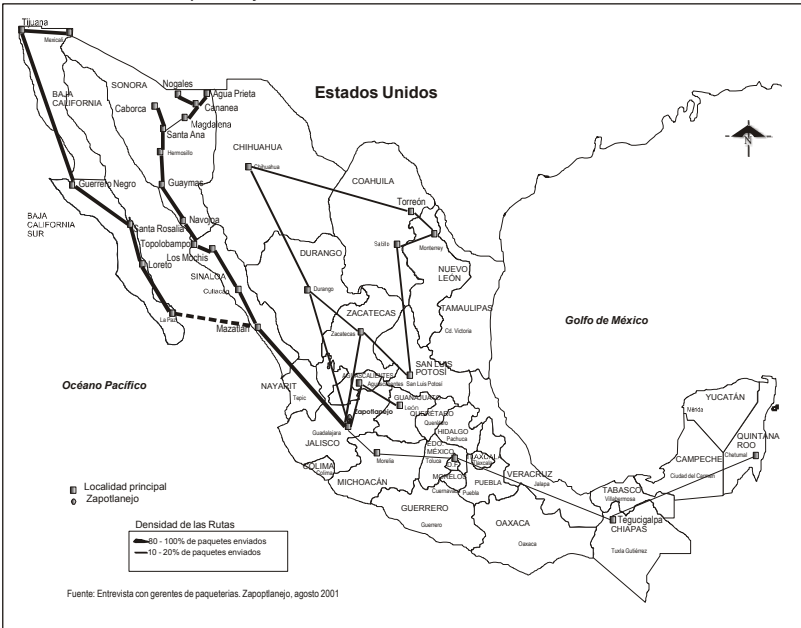 Tijuana
Mexicali
BAJA
CALIFORNIA
SONORA
Nogales
Agua Prieta
Cananea
Caborca
Magdalena
Santa Ana
Hermosillo
Estados Unidos
N
CHIHUAHUA
Chihuahua
COAHUILA
Guerrero Negro
Guaymas
BAJA
CALIFORNIA
SUR
Santa Rosalía
Navojoa
Topolobampo
Los Mochis
Torreón
Saltillo
Monterrey
Loreto
SINALOA
Culiacán
DURANGO
Durango
NUEVO
LEÓN
La Paz
Mazatlán
ZACATECAS
Zacatecas
TAMAULIPAS
Cd. Victoria
Golfo de México
Océano Pacífico
NAYARIT
Tepic
AGUASCALIENTES
Aguascalientes
SAN LUIS
POTOSÍ
San Luis Potosí
GUANAJUATO
León
Zapotlanejo
Guadalajara
JALISCO
QUERÉTARO
Querétaro
HIDALGO
Pachuca
YUCATÁN
Mérida
QUINTANA
ROO
Chetumal
CAMPECHE
Ciudad del Carmen
COLIMA
Colima
Morelia
MICHOACÁN
EDO.
MÉXICO
Toluca
D.F.
TLAXCALA
Tlaxcala
MORELOS
Cuernavaca
PUEBLA
Puebla
VERACRUZ
Jalapa
TABASCO
Villahermosa
GUERRERO
Guerrero
OAXACA
Oaxaca
Tegucigalpa
CHIAPAS
Tuxla Gutiérrez
Localidad principal
Zapotlanejo
Densidad de las Rutas
80 - 100% de paquetes enviados
10 - 20% de paquetes enviados
Fuente: Entrevista con gerentes de paqueterias. Zapoptlanejo, agosto 2001